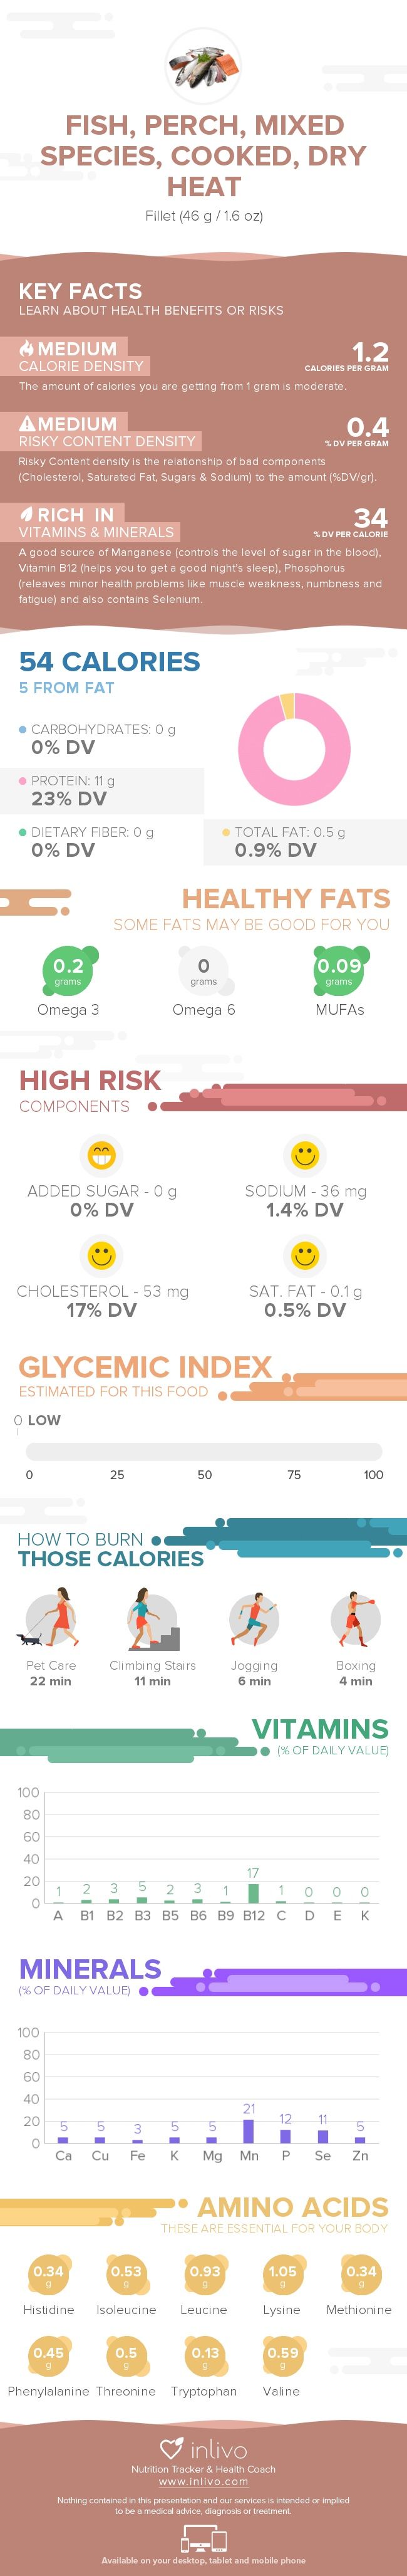 FISH, PERCH, MIXED
SPECIES, COOKED, DRY
HEAT
Fillet (46 g / 1.6 oz)
KEY FACTS
LEARN ABOUT HEALTH BENEFITS OR RISKS
MEDIUM
CALORIE DENSITY
1.2
CALORIES PER GRAM
The amount of calories you are getting from 1 gram is moderate.
MEDIUM
RISKY CONTENT DENSITY
0.4
% DV PER GRAM
Risky Content density is the relationship of bad components
(Cholesterol, Saturated Fat, Sugars & Sodium) to the amount (%DV/gr).
RICH IN
VITAMINS & MINERALS
34
% DV PER CALORIE
A good source of Manganese (controls the level of sugar in the blood),
Vitamin B12 (helps you to get a good night's sleep), Phosphorus
(releaves minor health problems like muscle weakness, numbness and
fatigue) and also contains Selenium.
54 CALORIES
5 FROM FAT
CARBOHYDRATES: 0 g
0% DV
PROTEIN: 11 g
23% DV
DIETARY FIBER: 0 g
0% DV
TOTAL FAT: 0.5 g
0.9% DV
HEALTHY FATS
SOME FATS MAY BE GOOD FOR YOU
0.2 grams
Omega 3
0 grams
Omega 6
0.09 grams
MUFAs
HIGH RISK
COMPONENTS
ADDED SUGAR - 0 g
0% DV
SODIUM - 36 mg
1.4% DV
CHOLESTEROL - 53 mg
17% DV
SAT. FAT - 0.1 g
0.5% DV
GLYCEMIC INDEX
ESTIMATED FOR THIS FOOD
0 LOW
0 25 50 75 100
HOW TO BURN
THOSE CALORIES
Pet Care
22 min
Climbing Stairs
11 min
Jogging
6 min
Boxing
4 min
VITAMINS
(% OF DAILY VALUE)
100
80
60
40
20
0
1 2 3 5 2 3 1 17 1 0 0 0
A B1 B2 B3 B5 B6 B9 B12 C D E K
MINERALS
(% OF DAILY VALUE)
100
80
60
40
20
0
5 5 3 5 5 21 12 11 5
Ca Cu Fe K Mg Mn P Se Zn
AMINO ACIDS
THESE ARE ESSENTIAL FOR YOUR BODY
0.34 g
Histidine
0.53 g
Isoleucine
0.93 g
Leucine
1.05 g
Lysine
0.34 g
Methionine
0.45 g
Phenylalanine
0.5 g
Threonine
0.13 g
Tryptophan
0.59 g
Valine
inlivo
Nutrition Tracker & Health Coach
www.inlivo.com
Nothing contained in this presentation and our services is intended or implied
to be a medical advice, diagnosis or treatment.
Available on your desktop, tablet and mobile phone